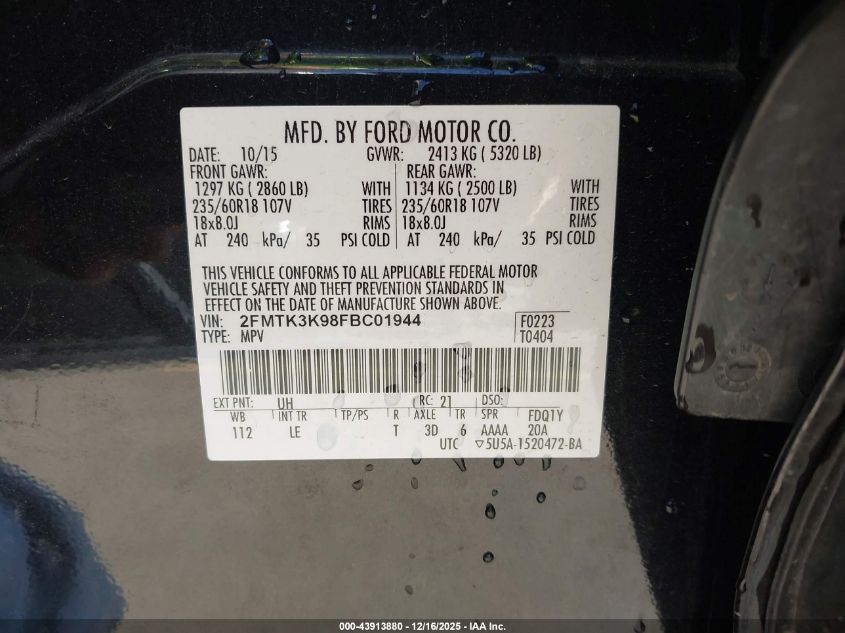 MFD. BY FORD MOTOR CO.
DATE: 10/15 GVWR: 2413 KG ( 5320 LB)
FRONT GAWR: REAR GAWR:
1297 KG ( 2860 LB) WITH 1134 KG ( 2500 LB) WITH
235/60R18 107V TIRES 235/60R18 107V TIRES
18x8.0J RIMS 18x8.0J RIMS
AT 240 kPa/ 35 PSI COLD AT 240 kPa/ 35 PSI COLD
THIS VEHICLE CONFORMS TO ALL APPLICABLE FEDERAL MOTOR
VEHICLE SAFETY AND THEFT PREVENTION STANDARDS IN
EFFECT ON THE DATE OF MANUFACTURE SHOWN ABOVE.
VIN: 2FMTK3K98FBC01944 F0223
TYPE: MPV T0404
EXT PNT: UH RC: 21 DSO:
WB INT TR TP/PS R AXLE TR SPR FDQ1Y
112 LE T 3D 6 AAAA 20A
UTC ▽5U5A-1520472-BA
000-43913880 - 12/16/2025 - IAA Inc.